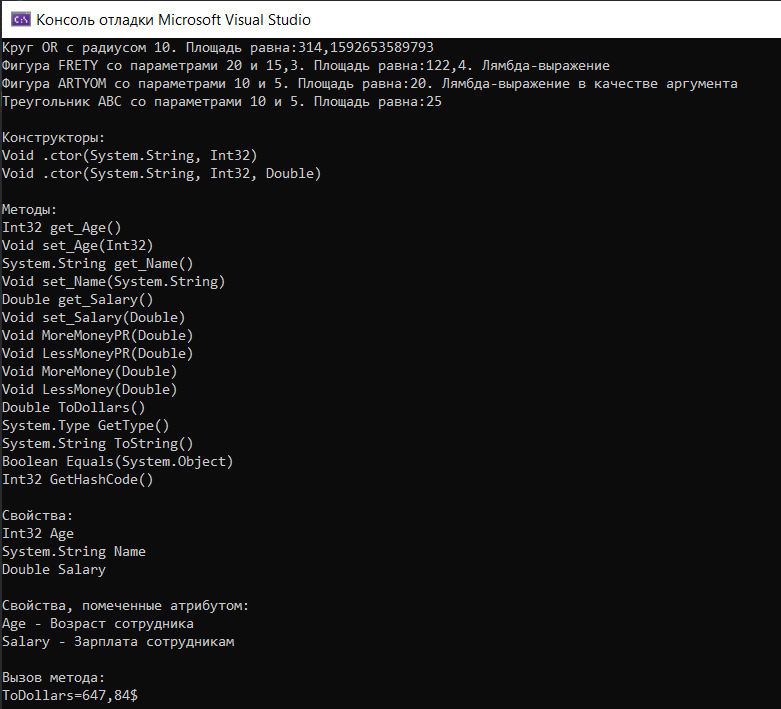 Консоль отладки Microsoft Visual Studio
Круг OR с радиусом 10. Площадь равна:314,1592653589793
Фигура FRETY со параметрами 20 и 15,3. Площадь равна:122,4. Лямбда-выражение
Фигура ARTYOM со параметрами 10 и 5. Площадь равна:20. Лямбда-выражение в качестве аргумента
Треугольник ABC со параметрами 10 и 5. Площадь равна:25
Конструкторы:
Void .ctor(System.String, Int32)
Void .ctor(System.String, Int32, Double)
Методы:
Int32 get_Age()
Void set_Age(Int32)
System.String get_Name()
Void set_Name(System.String)
Double get_Salary()
Void set_Salary(Double)
Void MoreMoneyPR(Double)
Void LessMoneyPR(Double)
Void MoreMoney(Double)
Void LessMoney(Double)
Double ToDollars()
System.Type GetType()
System.String ToString()
Boolean Equals(System.Object)
Int32 GetHashCode()
Свойства:
Int32 Age
System.String Name
Double Salary
Свойства, помеченные атрибутом:
Age - Возраст сотрудника
Salary - Зарплата сотрудникам
Вызов метода:
ToDollars=647,84$